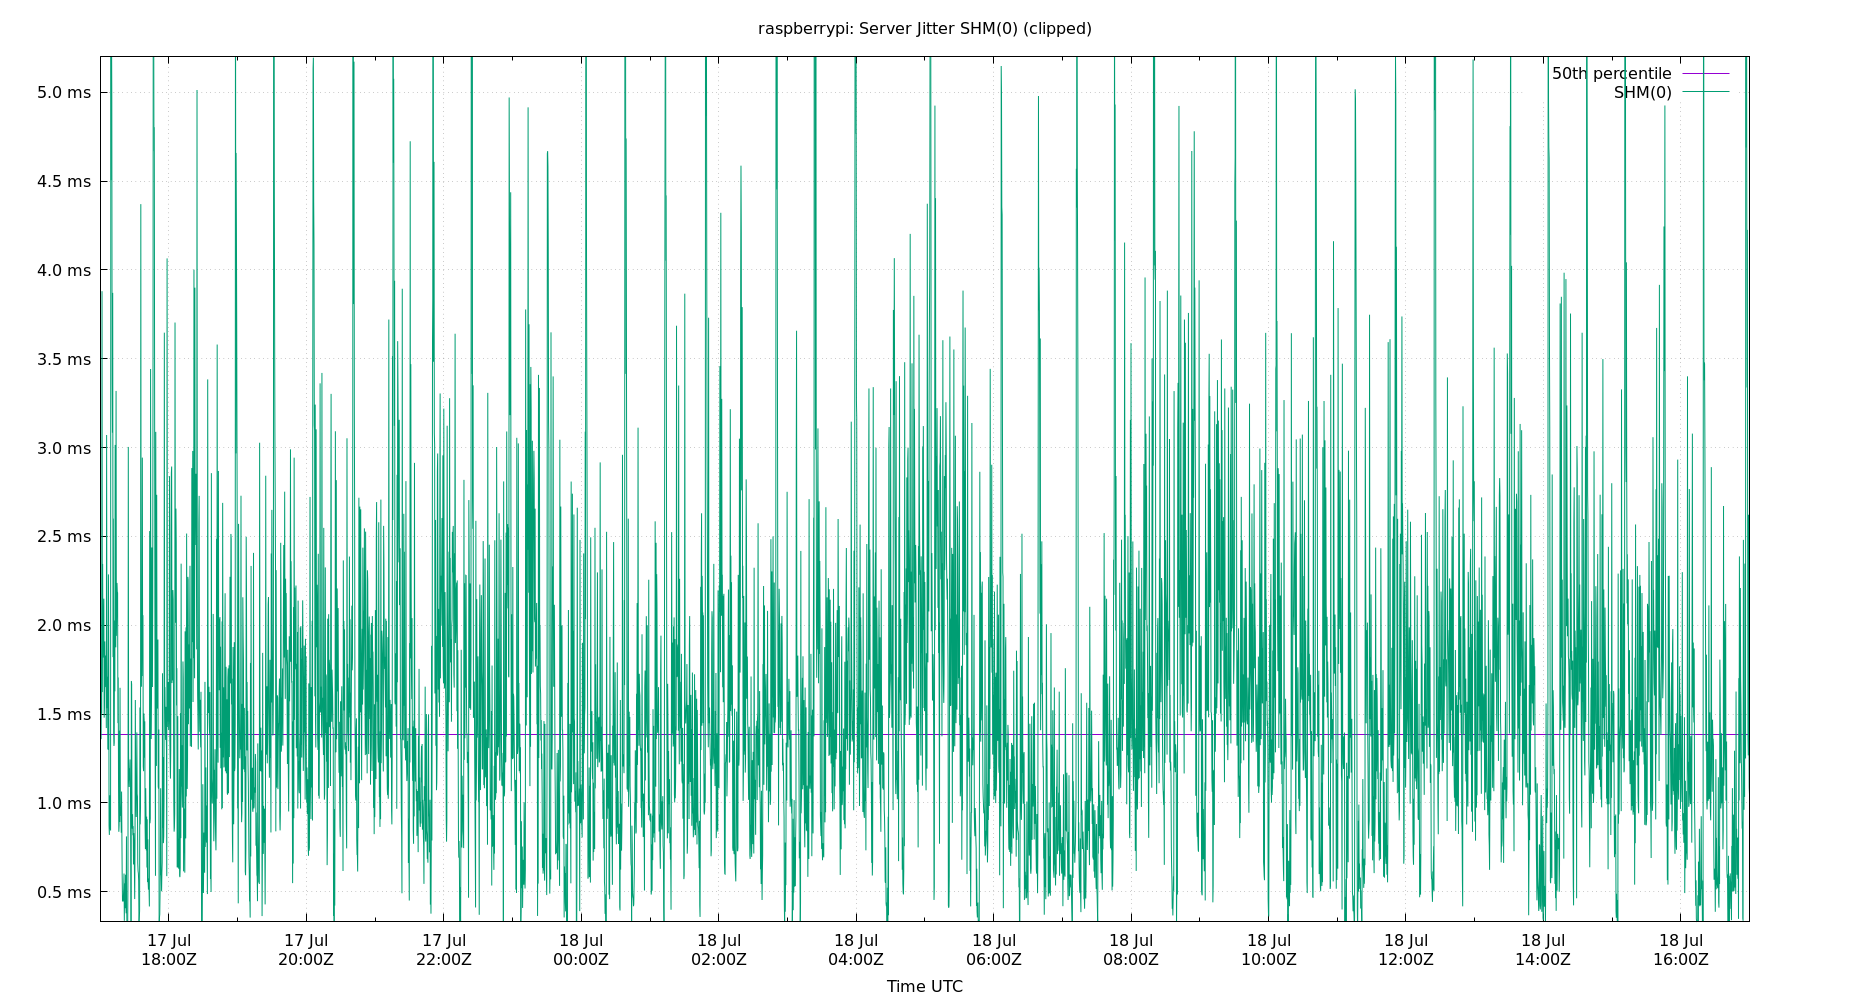 raspberrypi: Server Jitter SHM(0) (clipped)
50th percentile
SHM(0)
5.0 ms
4.5 ms
4.0 ms
3.5 ms
3.0 ms
2.5 ms
2.0 ms
1.5 ms
1.0 ms
0.5 ms
17 Jul 17 Jul 17 Jul 18 Jul 18 Jul 18 Jul 18 Jul 18 Jul 18 Jul 18 Jul 18 Jul 18 Jul
18:00Z 20:00Z 22:00Z 00:00Z 02:00Z 04:00Z 06:00Z 08:00Z 10:00Z 12:00Z 14:00Z 16:00Z
Time UTC